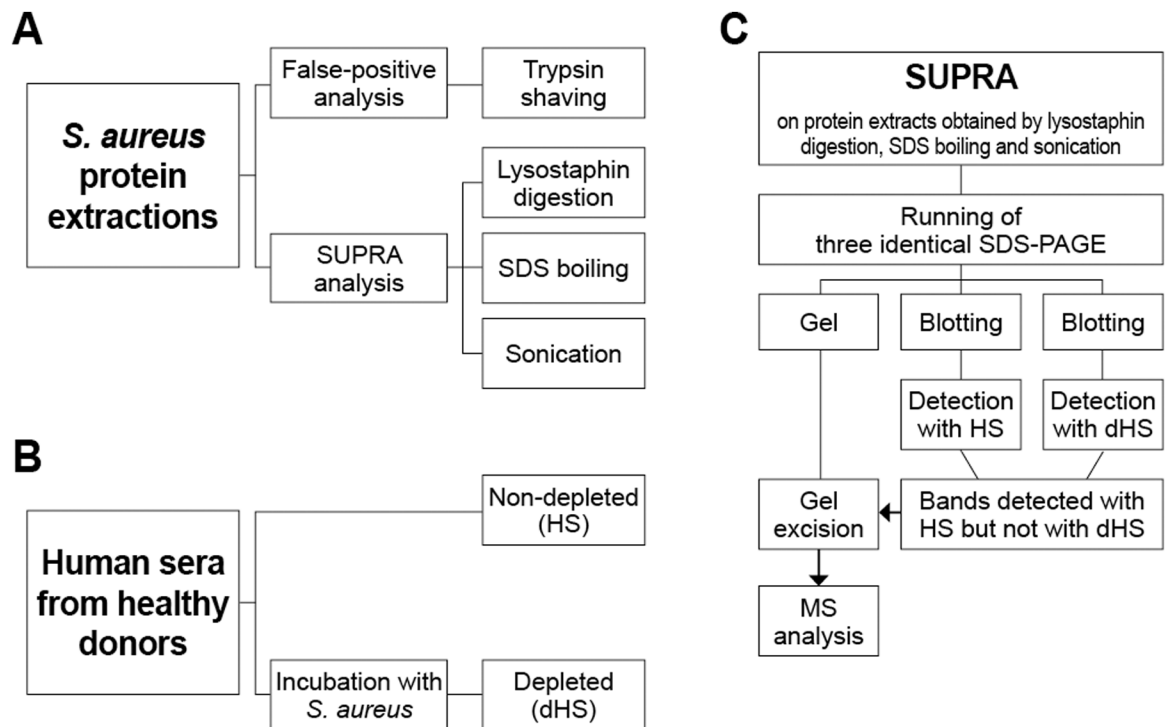 A
S. aureus
protein
extractions
False-positive
analysis
Trypsin
shaving
SUPRA
analysis
Lysostaphin
digestion
SDS boiling
Sonication
B
Human sera
from healthy
donors
Non-depleted
(HS)
Incubation with
S. aureus
Depleted
(dHS)
C
SUPRA
on protein extracts obtained by lysostaphin
digestion, SDS boiling and sonication
Running of
three identical SDS-PAGE
Gel
Blotting
Blotting
Detection
with HS
Detection
with dHS
Gel
excision
Bands detected with
HS but not with dHS
MS
analysis